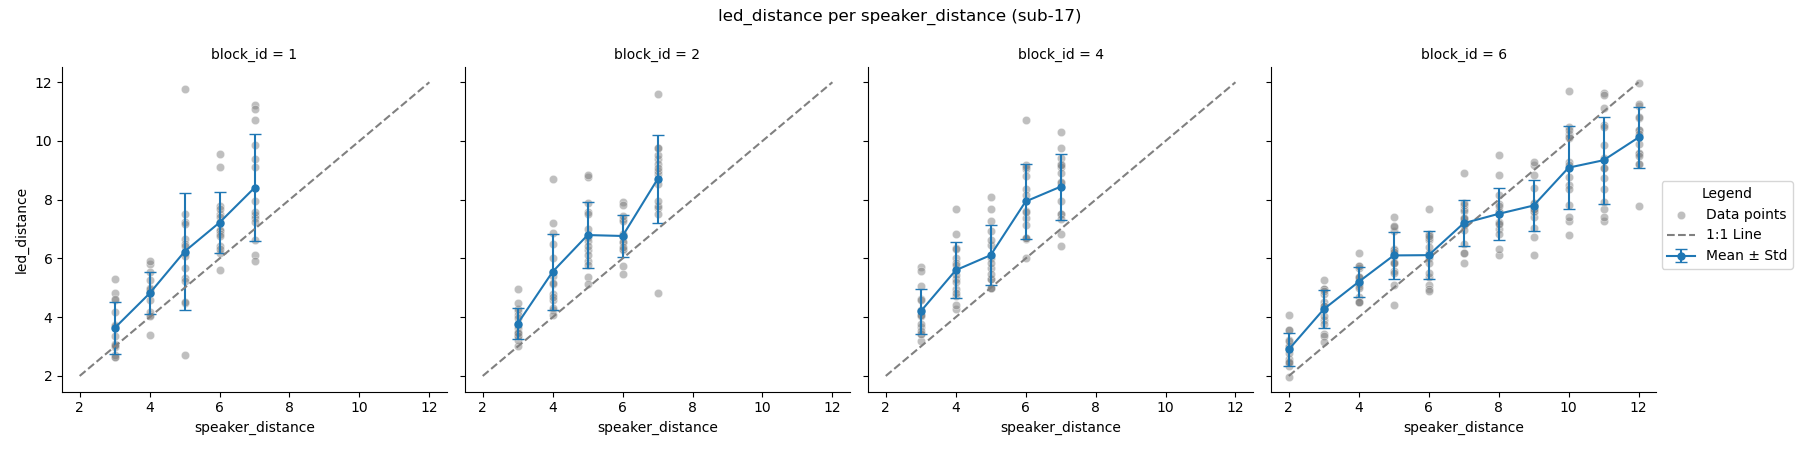 led_distance per speaker_distance (sub-17)
block_id = 1
block_id = 2
block_id = 4
block_id = 6
led_distance
12
10
8
6
4
2
2 4 6 8 10 12
2 4 6 8 10 12
2 4 6 8 10 12
2 4 6 8 10 12
speaker_distance
speaker_distance
speaker_distance
speaker_distance
Legend
Data points
1:1 Line
Mean ± Std